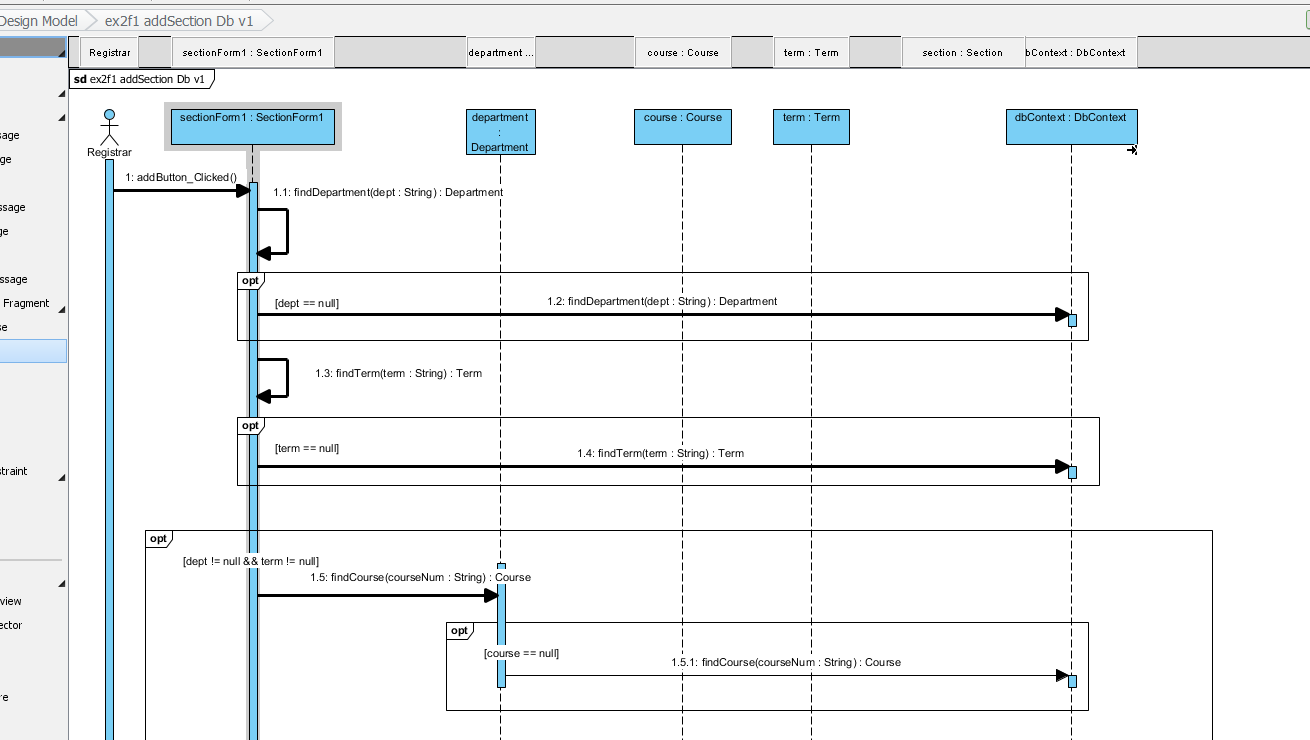 Design Model
ex2f1 addSection Db v1
Registrar
sectionForm1 : SectionForm1
department ...
course : Course
term : Term
section : Section
bContext : DbContext
sd ex2f1 addSection Db v1
sectionForm1 : SectionForm1
department
:
Department
course : Course
term : Term
dbContext : DbContext
Registrar
1: addButton_Clicked()
1.1: findDepartment(dept : String) : Department
opt
[dept == null]
1.2: findDepartment(dept : String) : Department
1.3: findTerm(term : String) : Term
opt
[term == null]
1.4: findTerm(term : String) : Term
opt
[dept != null && term != null]
1.5: findCourse(courseNum : String) : Course
opt
[course == null]
1.5.1: findCourse(courseNum : String) : Course
sage
ge
ssage
ge
ssage
Fragment
se
traint
view
ector
re